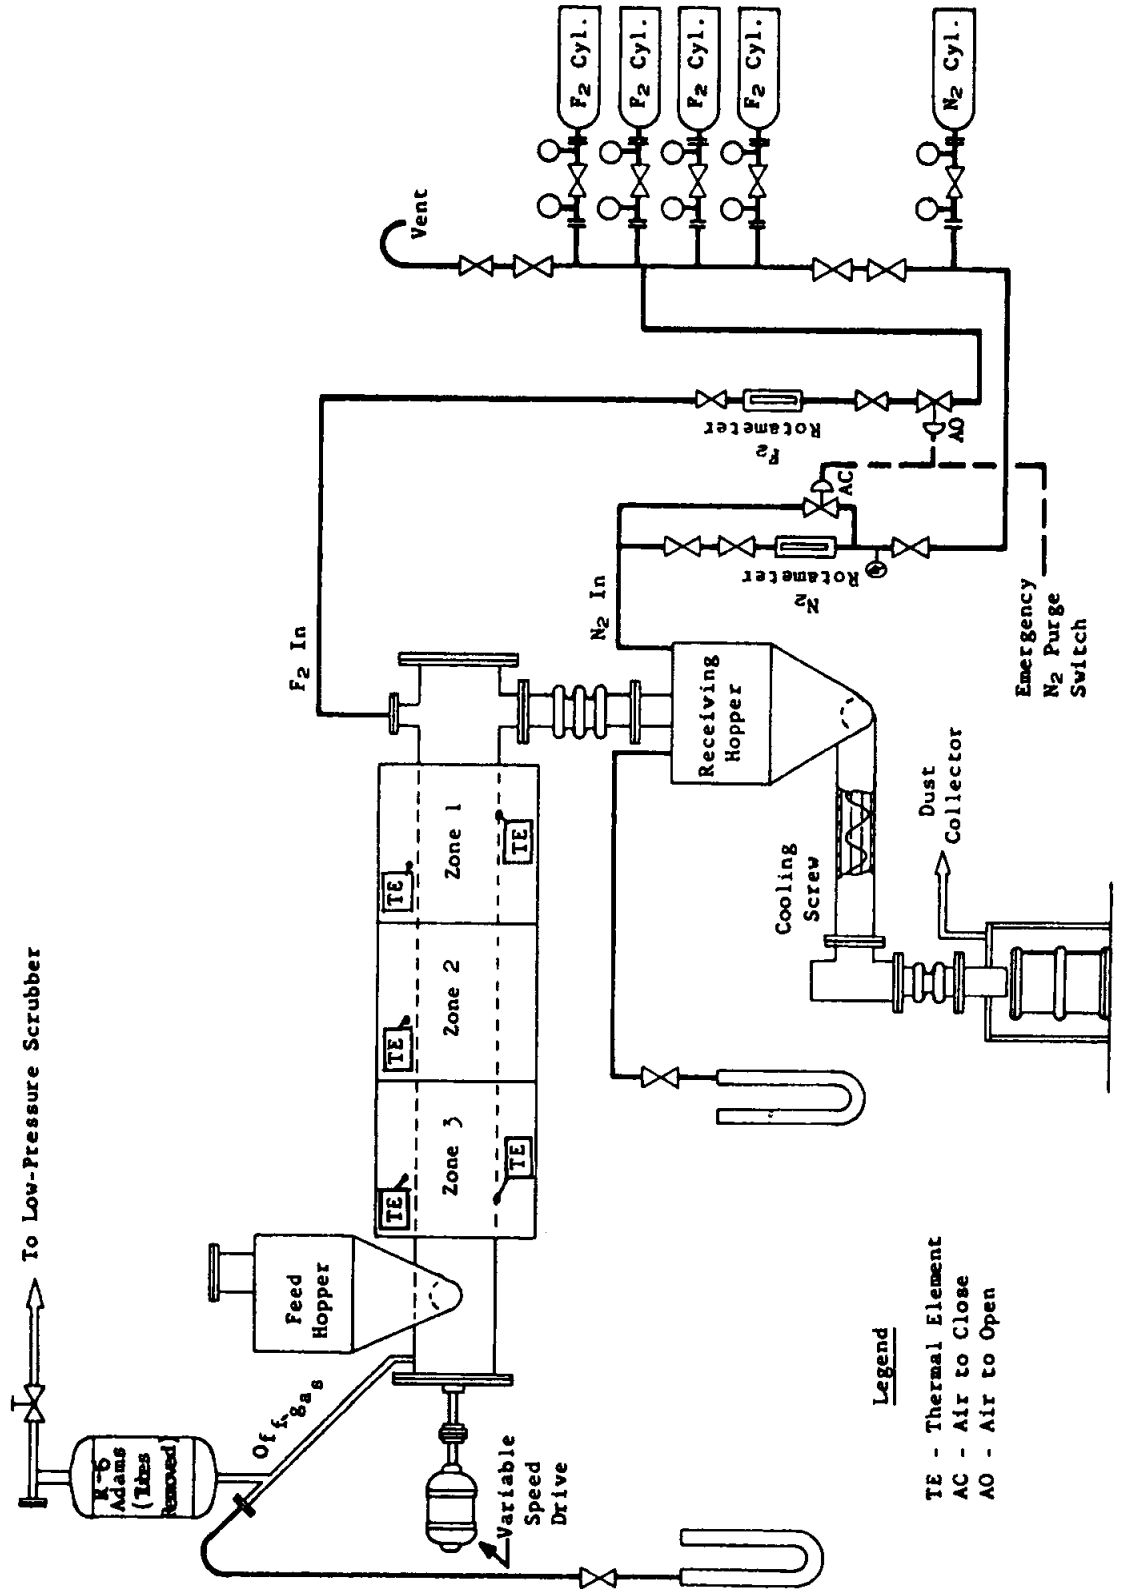 To Low-Pressure Scrubber
R-6
Adams
(Tubes
Removed)
Offgas
Feed
Hopper
Variable
Speed
Drive
TE
Zone 3
TE
TE
Zone 2
TE
Zone 1
TE
F2 In
Vent
F2 Cyl.
F2 Cyl.
F2 Cyl.
F2 Cyl.
N2 Cyl.
F2
Rotameter
AO
AC
N2
Rotameter
N2 In
Receiving
Hopper
Emergency
N2 Purge
Switch
Cooling
Screw
Dust
Collector
Legend
TE - Thermal Element
AC - Air to Close
AO - Air to Open